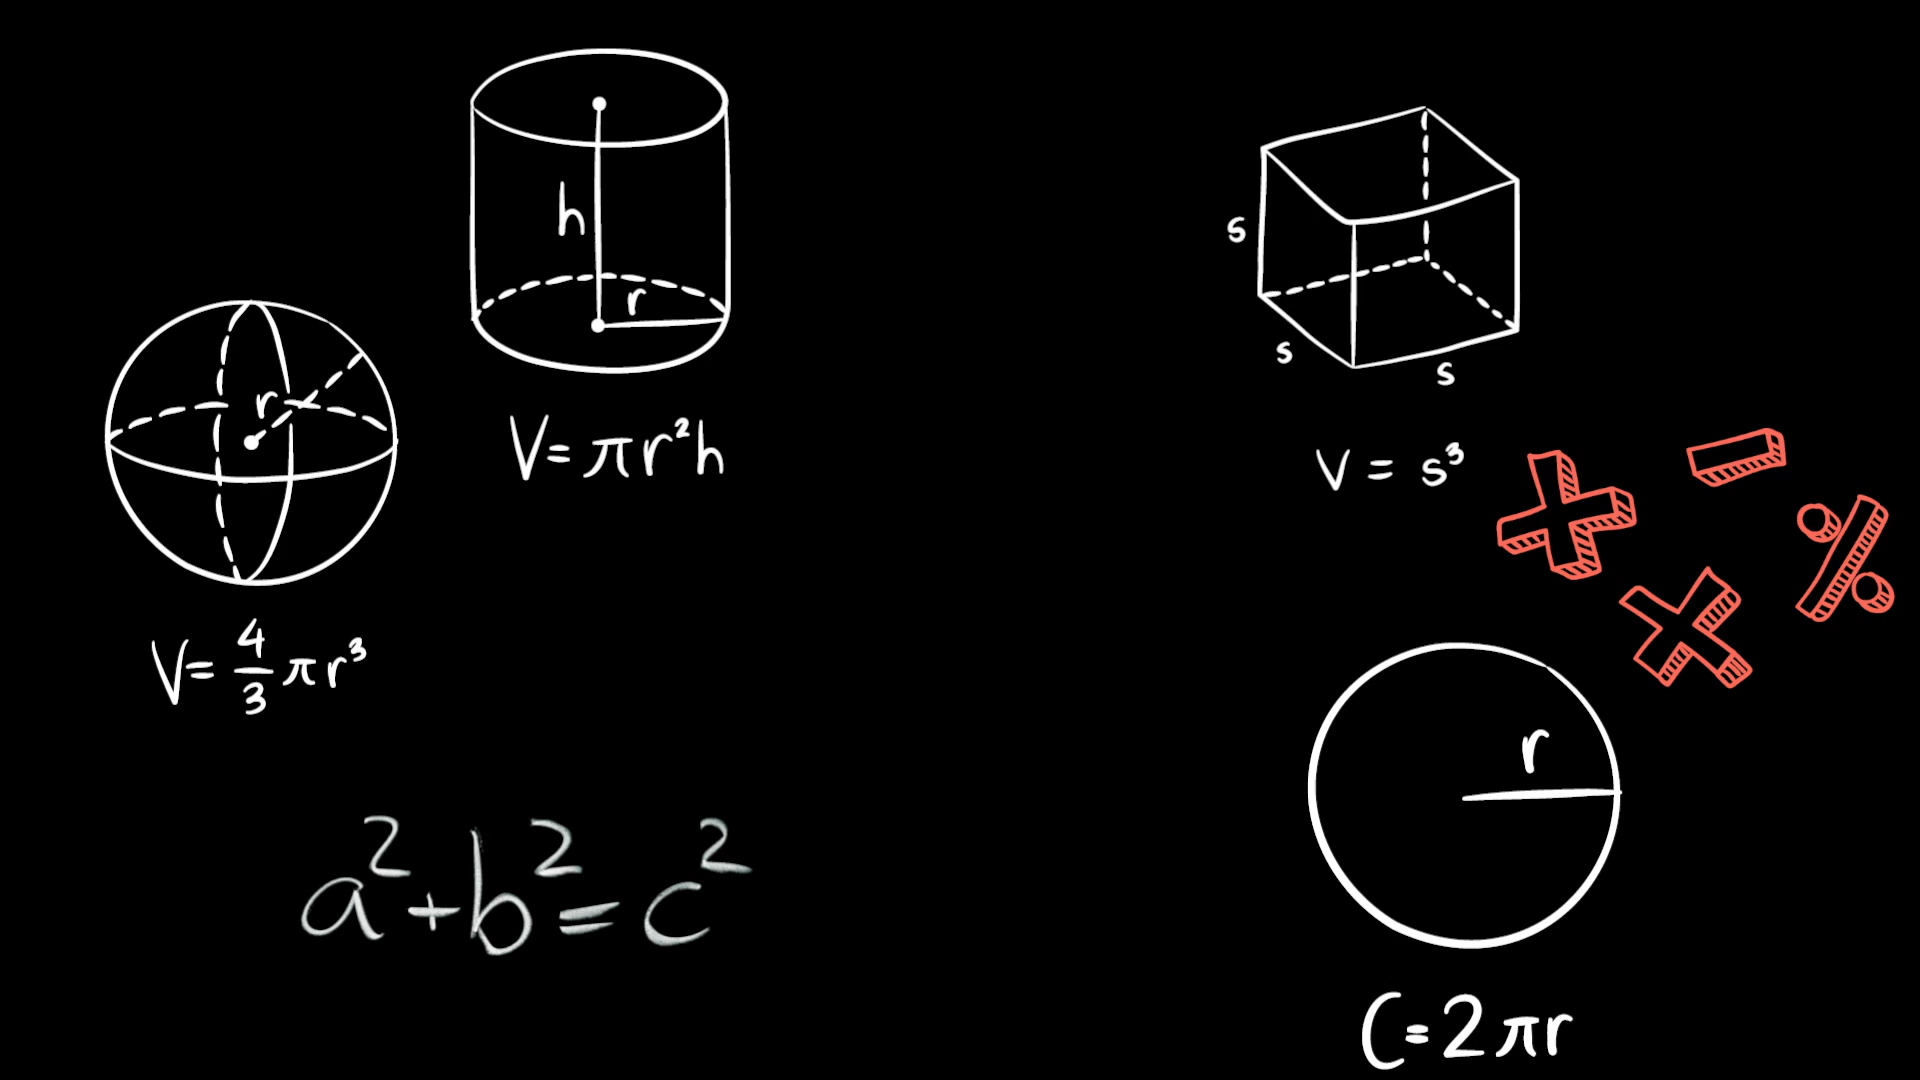 h
r
r
V = πr²h
V = 4/3 πr³
s
s
s
V = s³
+ - × %
a² + b² = c²
r
C = 2πr